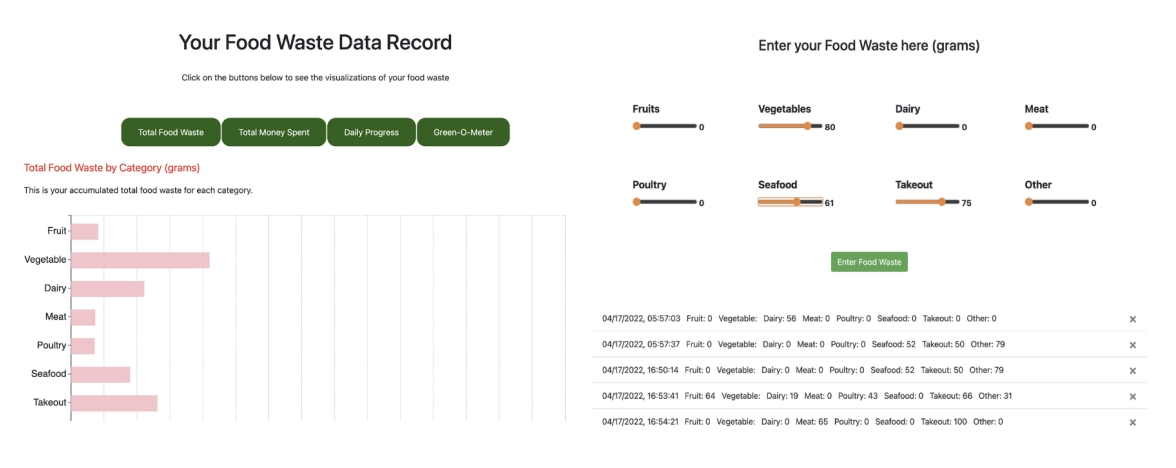 Your Food Waste Data Record
Click on the buttons below to see the visualizations of your food waste
Total Food Waste
Total Money Spent
Daily Progress
Green-O-Meter
Total Food Waste by Category (grams)
This is your accumulated total food waste for each category.
Fruit
Vegetable
Dairy
Meat
Poultry
Seafood
Takeout
Enter your Food Waste here (grams)
Fruits
0
Vegetables
80
Dairy
0
Meat
0
Poultry
0
Seafood
61
Takeout
75
Other
0
Enter Food Waste
04/17/2022, 05:57:03 Fruit: 0 Vegetable: Dairy: 56 Meat: 0 Poultry: 0 Seafood: 0 Takeout: 0 Other: 0 ×
04/17/2022, 05:57:37 Fruit: 0 Vegetable: Dairy: 0 Meat: 0 Poultry: 0 Seafood: 52 Takeout: 50 Other: 79 ×
04/17/2022, 16:50:14 Fruit: 0 Vegetable: Dairy: 0 Meat: 0 Poultry: 0 Seafood: 52 Takeout: 50 Other: 79 ×
04/17/2022, 16:53:41 Fruit: 64 Vegetable: Dairy: 19 Meat: 0 Poultry: 43 Seafood: 0 Takeout: 66 Other: 31 ×
04/17/2022, 16:54:21 Fruit: 0 Vegetable: Dairy: 0 Meat: 65 Poultry: 0 Seafood: 0 Takeout: 100 Other: 0 ×